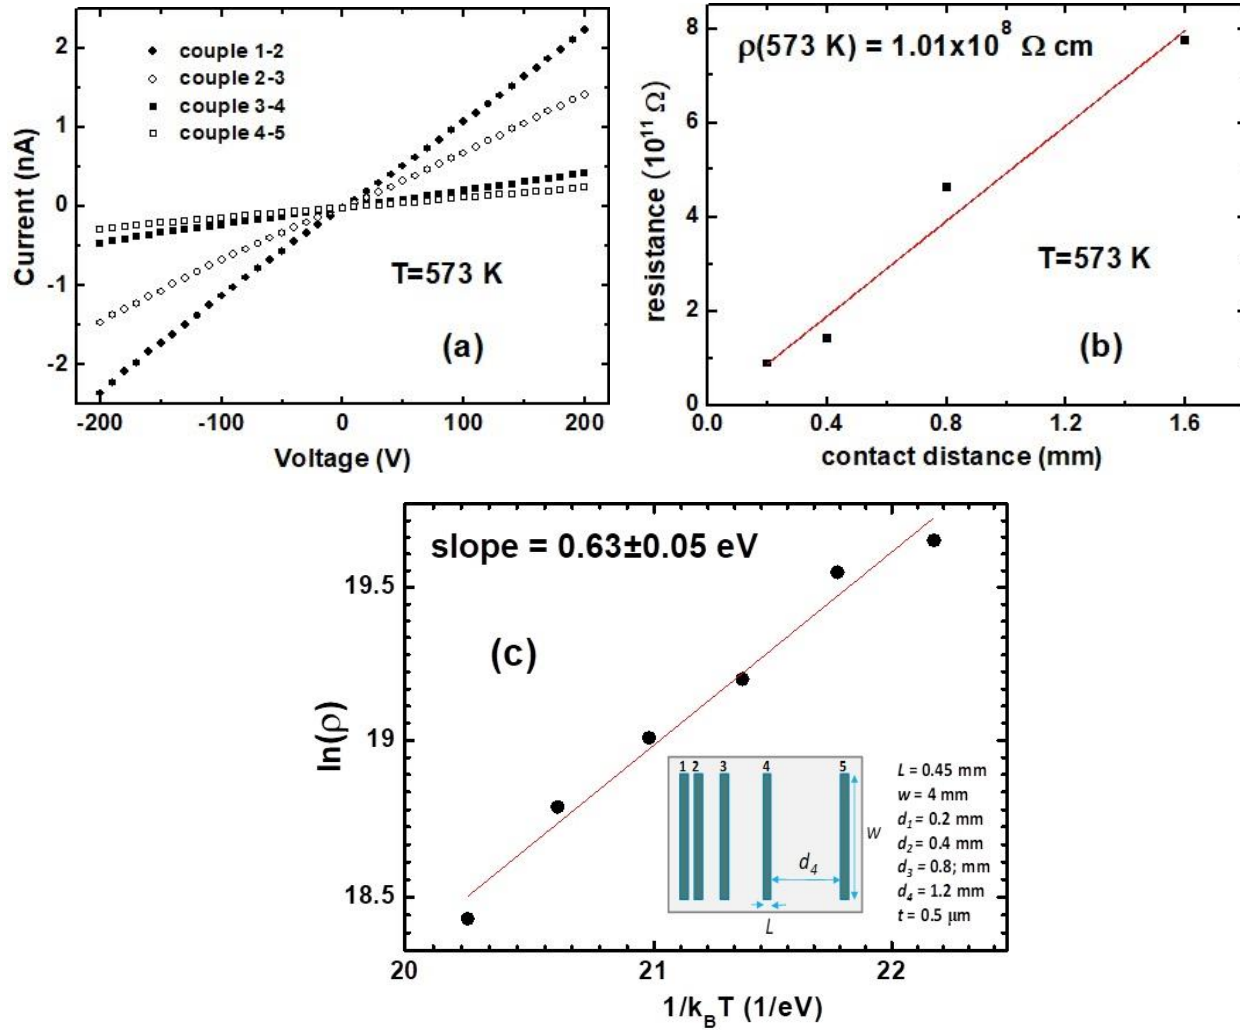 couple 1-2
couple 2-3
couple 3-4
couple 4-5
T=573 K
(a)
2
1
0
-1
-2
Current (nA)
-200
-100
0
100
200
Voltage (V)
ρ(573 K) = 1.01x10⁸ Ω cm
T=573 K
(b)
8
6
4
2
0
resistance (10¹¹ Ω)
0.0
0.4
0.8
1.2
1.6
contact distance (mm)
slope = 0.63±0.05 eV
(c)
19.5
19
18.5
ln(ρ)
20
21
22
1/k_BT (1/eV)
1 2 3 4 5
d₄
w
L
L = 0.45 mm
w = 4 mm
d₁ = 0.2 mm
d₂ = 0.4 mm
d₃ = 0.8; mm
d₄ = 1.2 mm
t = 0.5 μm